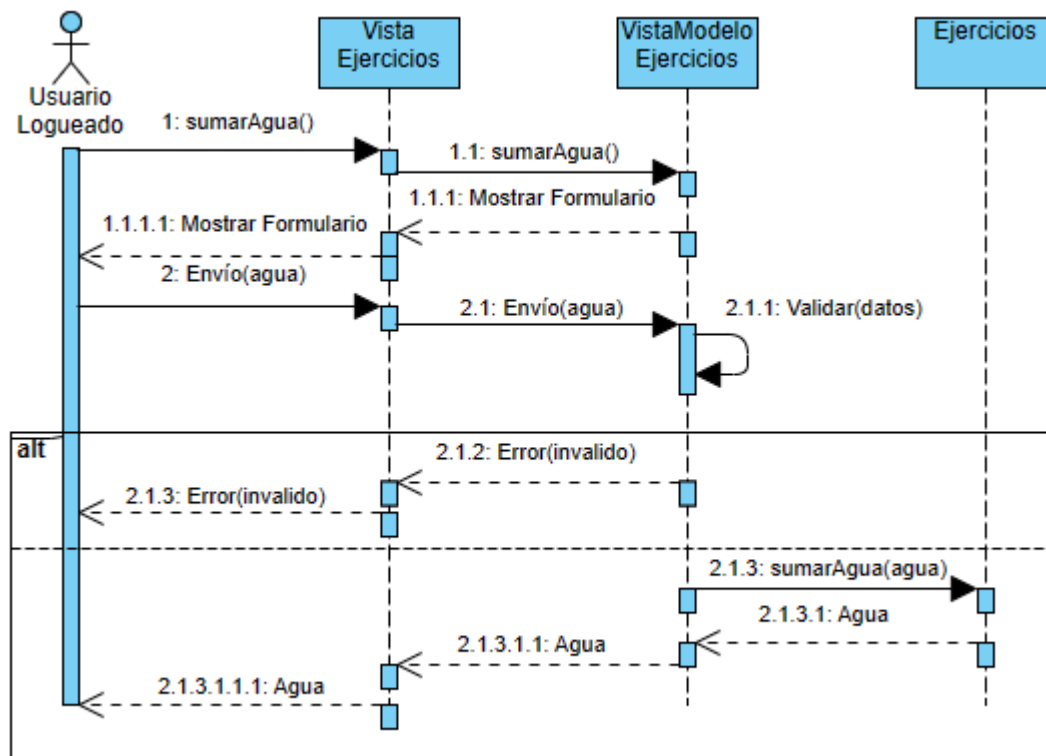 Vista
Ejercicios
VistaModelo
Ejercicios
Ejercicios
Usuario
Logueado
1: sumarAgua()
1.1: sumarAgua()
1.1.1: Mostrar Formulario
1.1.1.1: Mostrar Formulario
2: Envío(agua)
2.1: Envío(agua)
2.1.1: Validar(datos)
alt
2.1.2: Error(invalido)
2.1.3: Error(invalido)
2.1.3: sumarAgua(agua)
2.1.3.1: Agua
2.1.3.1.1: Agua
2.1.3.1.1.1: Agua